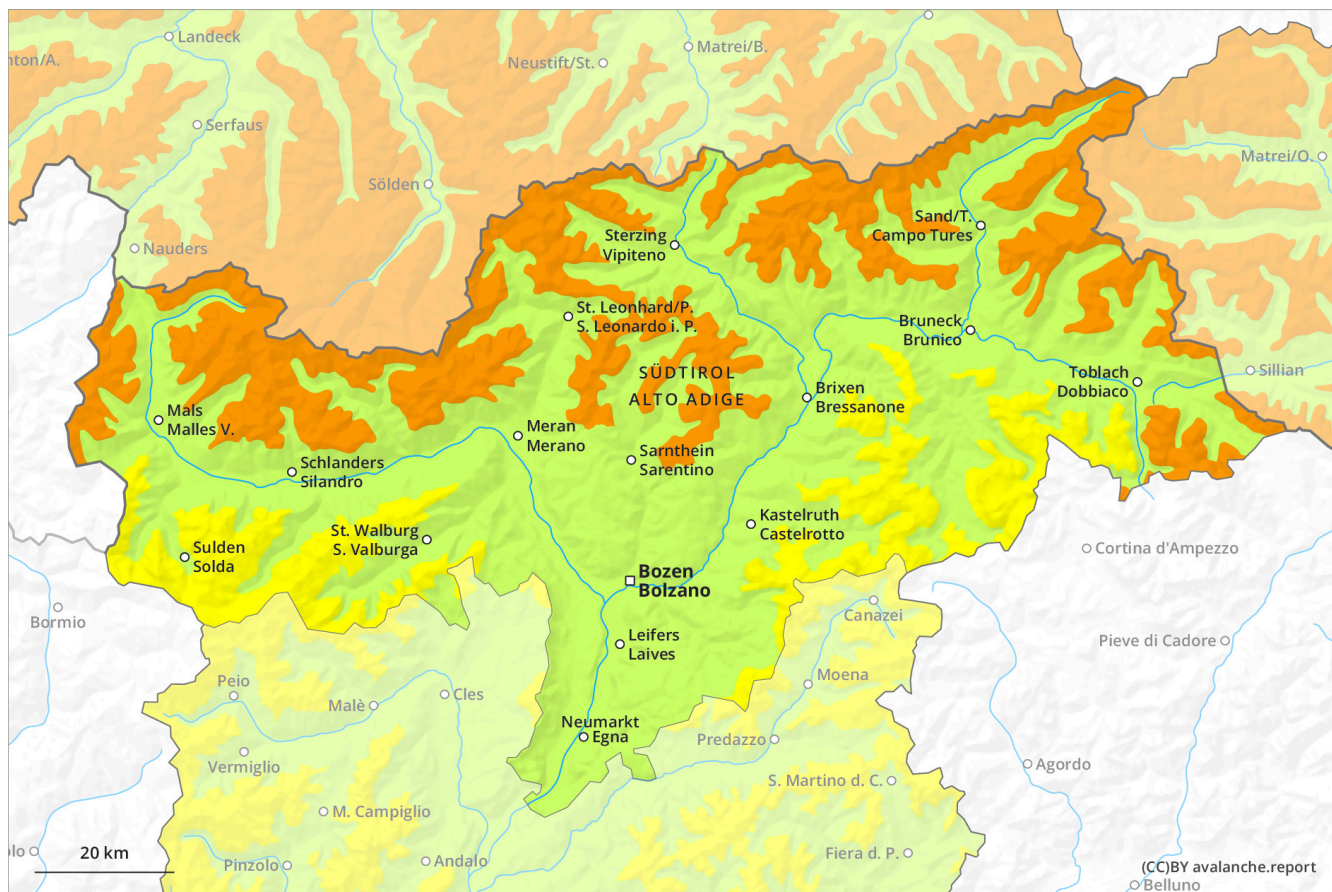 Landeck
nton/A.
Neustift/St.
Matrei/B.
Serfaus
Matrei/O.
Sölden
Sand/T.
Campo Tures
Sterzing
Vipiteno
Nauders
St. Leonhard/P.
S. Leonardo i. P.
Bruneck
Brunico
SÜDTIROL
ALTO ADIGE
Toblach
Dobbiaco
Sillian
Brixen
Bressanone
Mals
Malles V.
Meran
Merano
Sarnthein
Sarentino
Schlanders
Silandro
Kastelruth
Castelrotto
St. Walburg
S. Valburga
Sulden
Solda
Cortina d'Ampezzo
Bozen
Bolzano
Bormio
Canazei
Leifers
Laives
Pieve di Cadore
Peio
Malè
Cles
Moena
Neumarkt
Egna
Predazzo
Vermiglio
Agordo
S. Martino d. C.
M. Campiglio
olo
20 km
Pinzolo
Andalo
Fiera d. P.
(CC)BY avalanche.report
Belluno